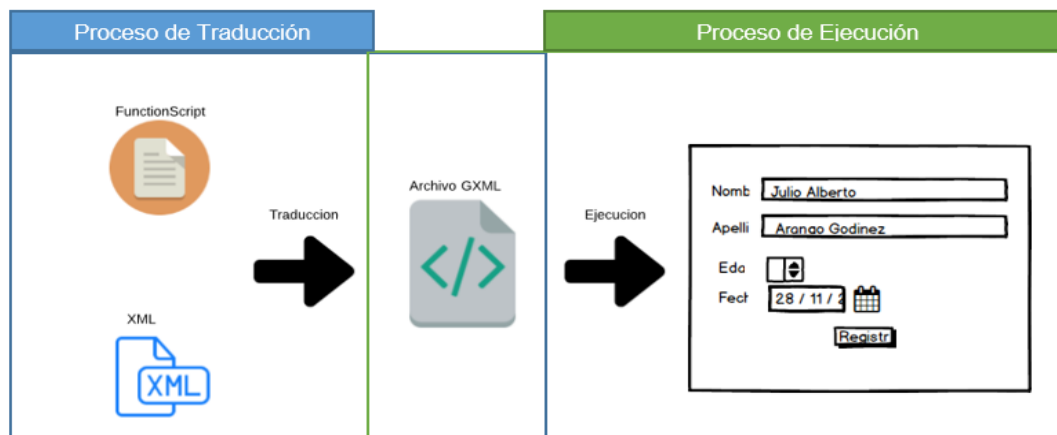 Proceso de Traducción
Proceso de Ejecución
FunctionScript
Traduccion
XML
XML
Archivo GXML
Ejecucion
Nomb Julio Alberto
Apelli Arango Godinez
Eda
Fech 28 / 11 / 2
Registr